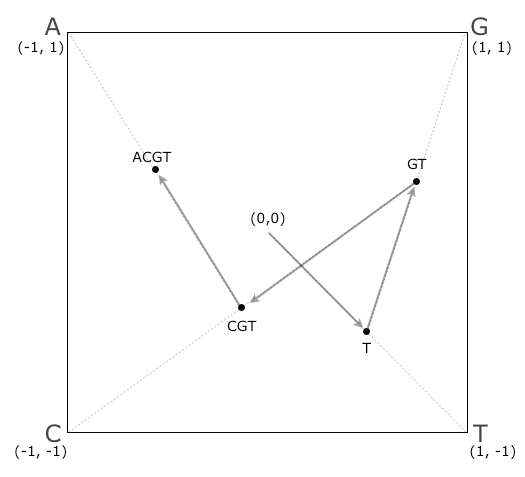 A
G
(-1, 1)
(1, 1)
ACGT
GT
(0,0)
CGT
T
C
T
(-1, -1)
(1, -1)